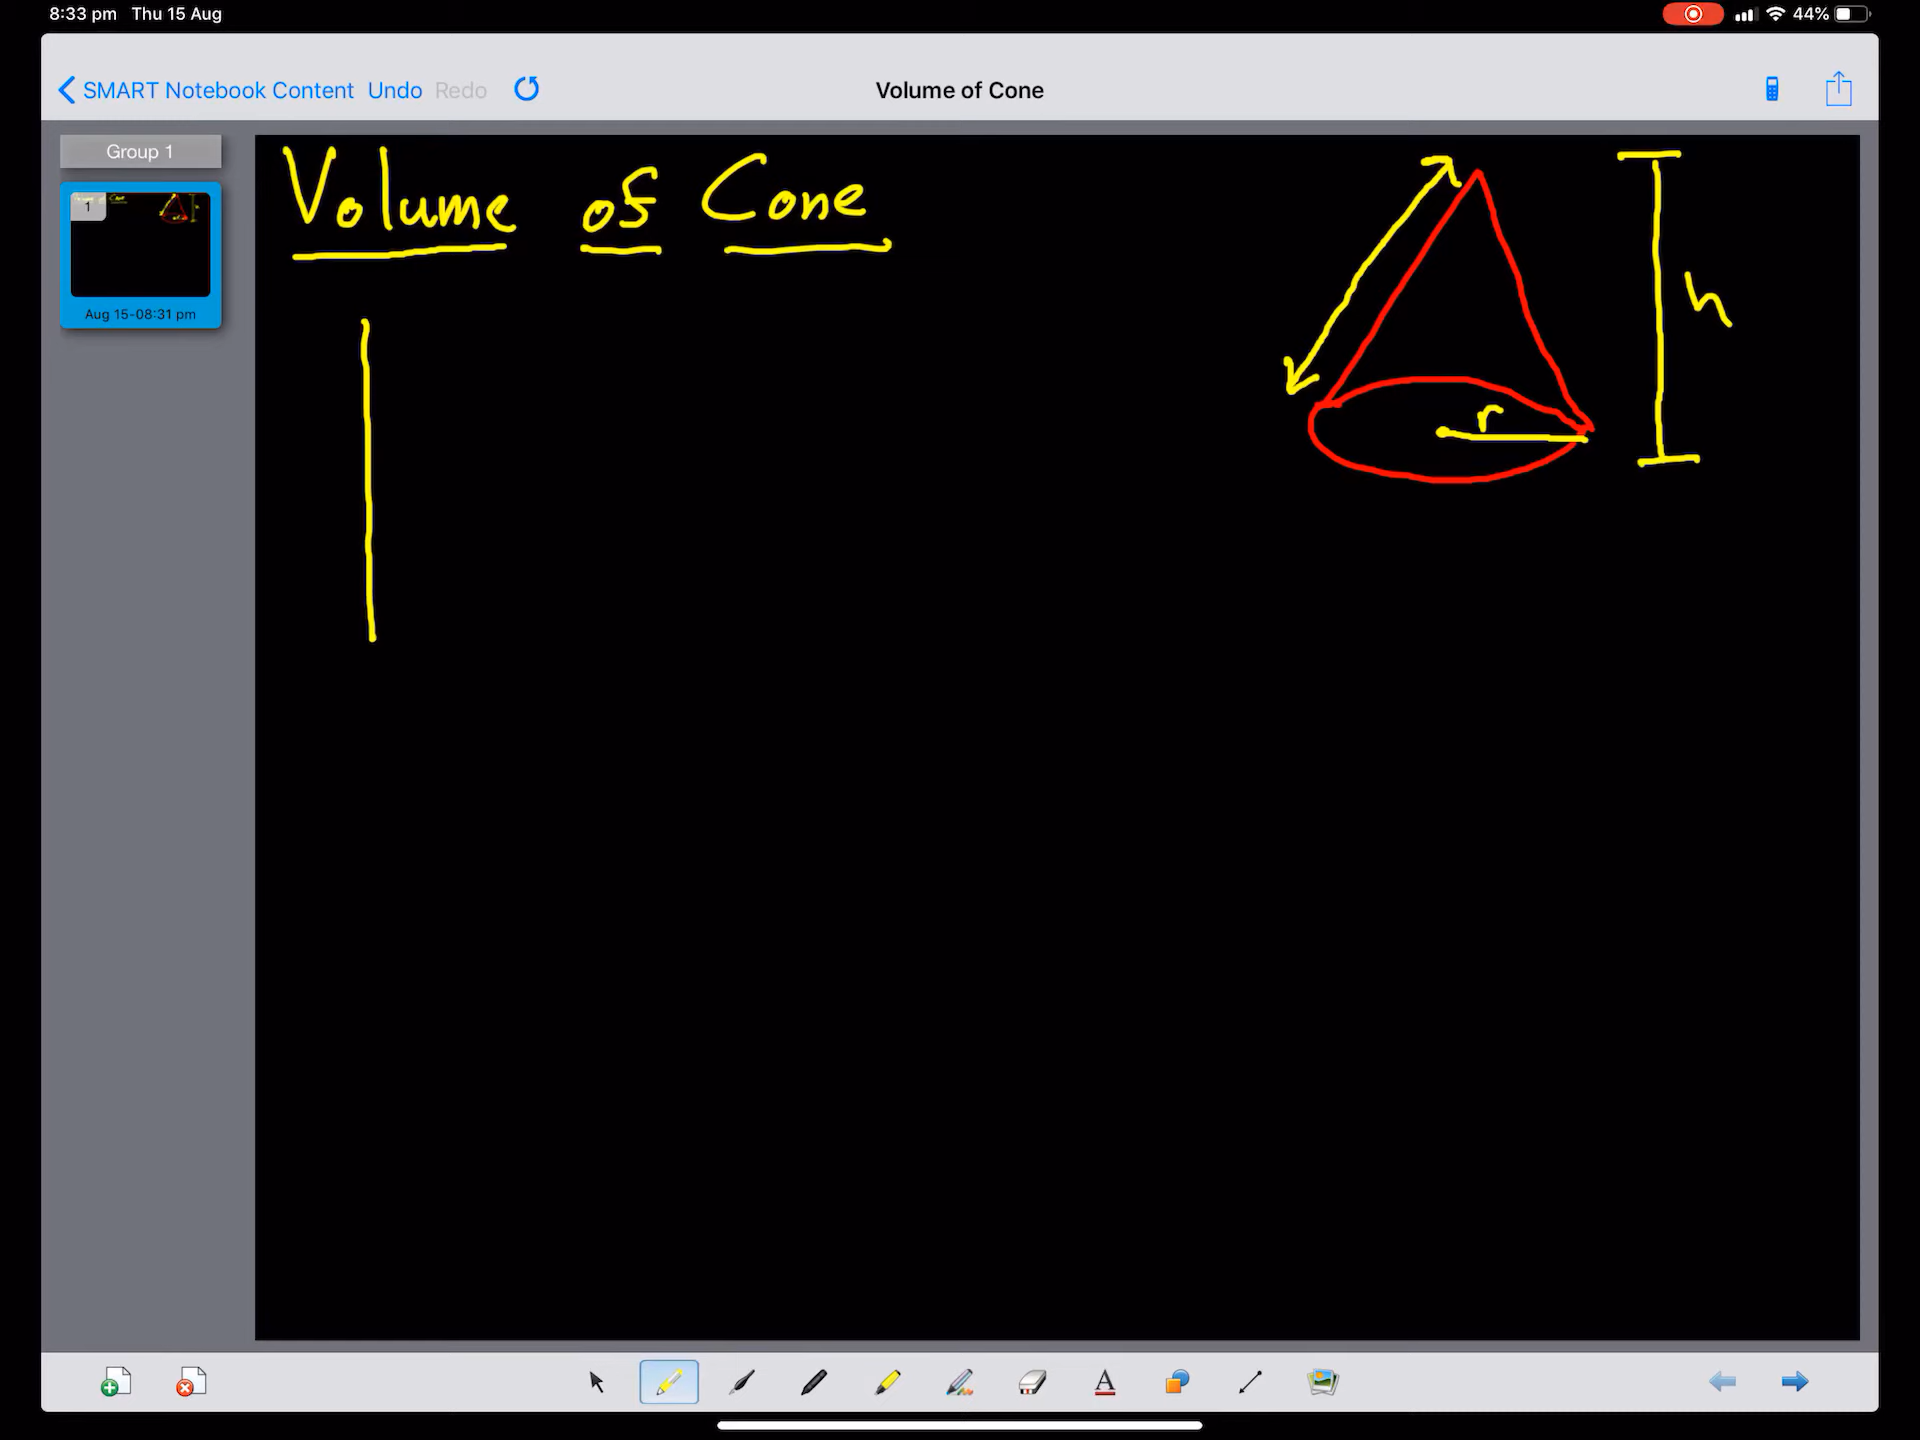 8:33 pm Thu 15 Aug 44%
SMART Notebook Content Undo Redo Volume of Cone
Group 1
1
Aug 15-08:31 pm
Volume of Cone
h
r
A